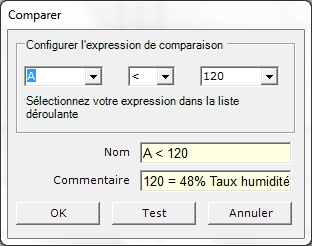 Comparer
Configurer l'expression de comparaison
A < 120
Sélectionnez votre expression dans la liste
déroulante
Nom A < 120
Commentaire 120 = 48% Taux humidité
OK Test Annuler